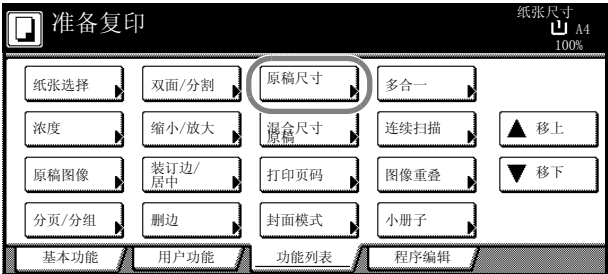 准备复印
纸张尺寸
A4
100%
纸张选择
双面/分割
原稿尺寸
多合一
浓度
缩小/放大
混合尺寸
原稿
连续扫描
移上
原稿图像
装订边/
居中
打印页码
图像重叠
移下
分页/分组
删边
封面模式
小册子
基本功能
用户功能
功能列表
程序编辑